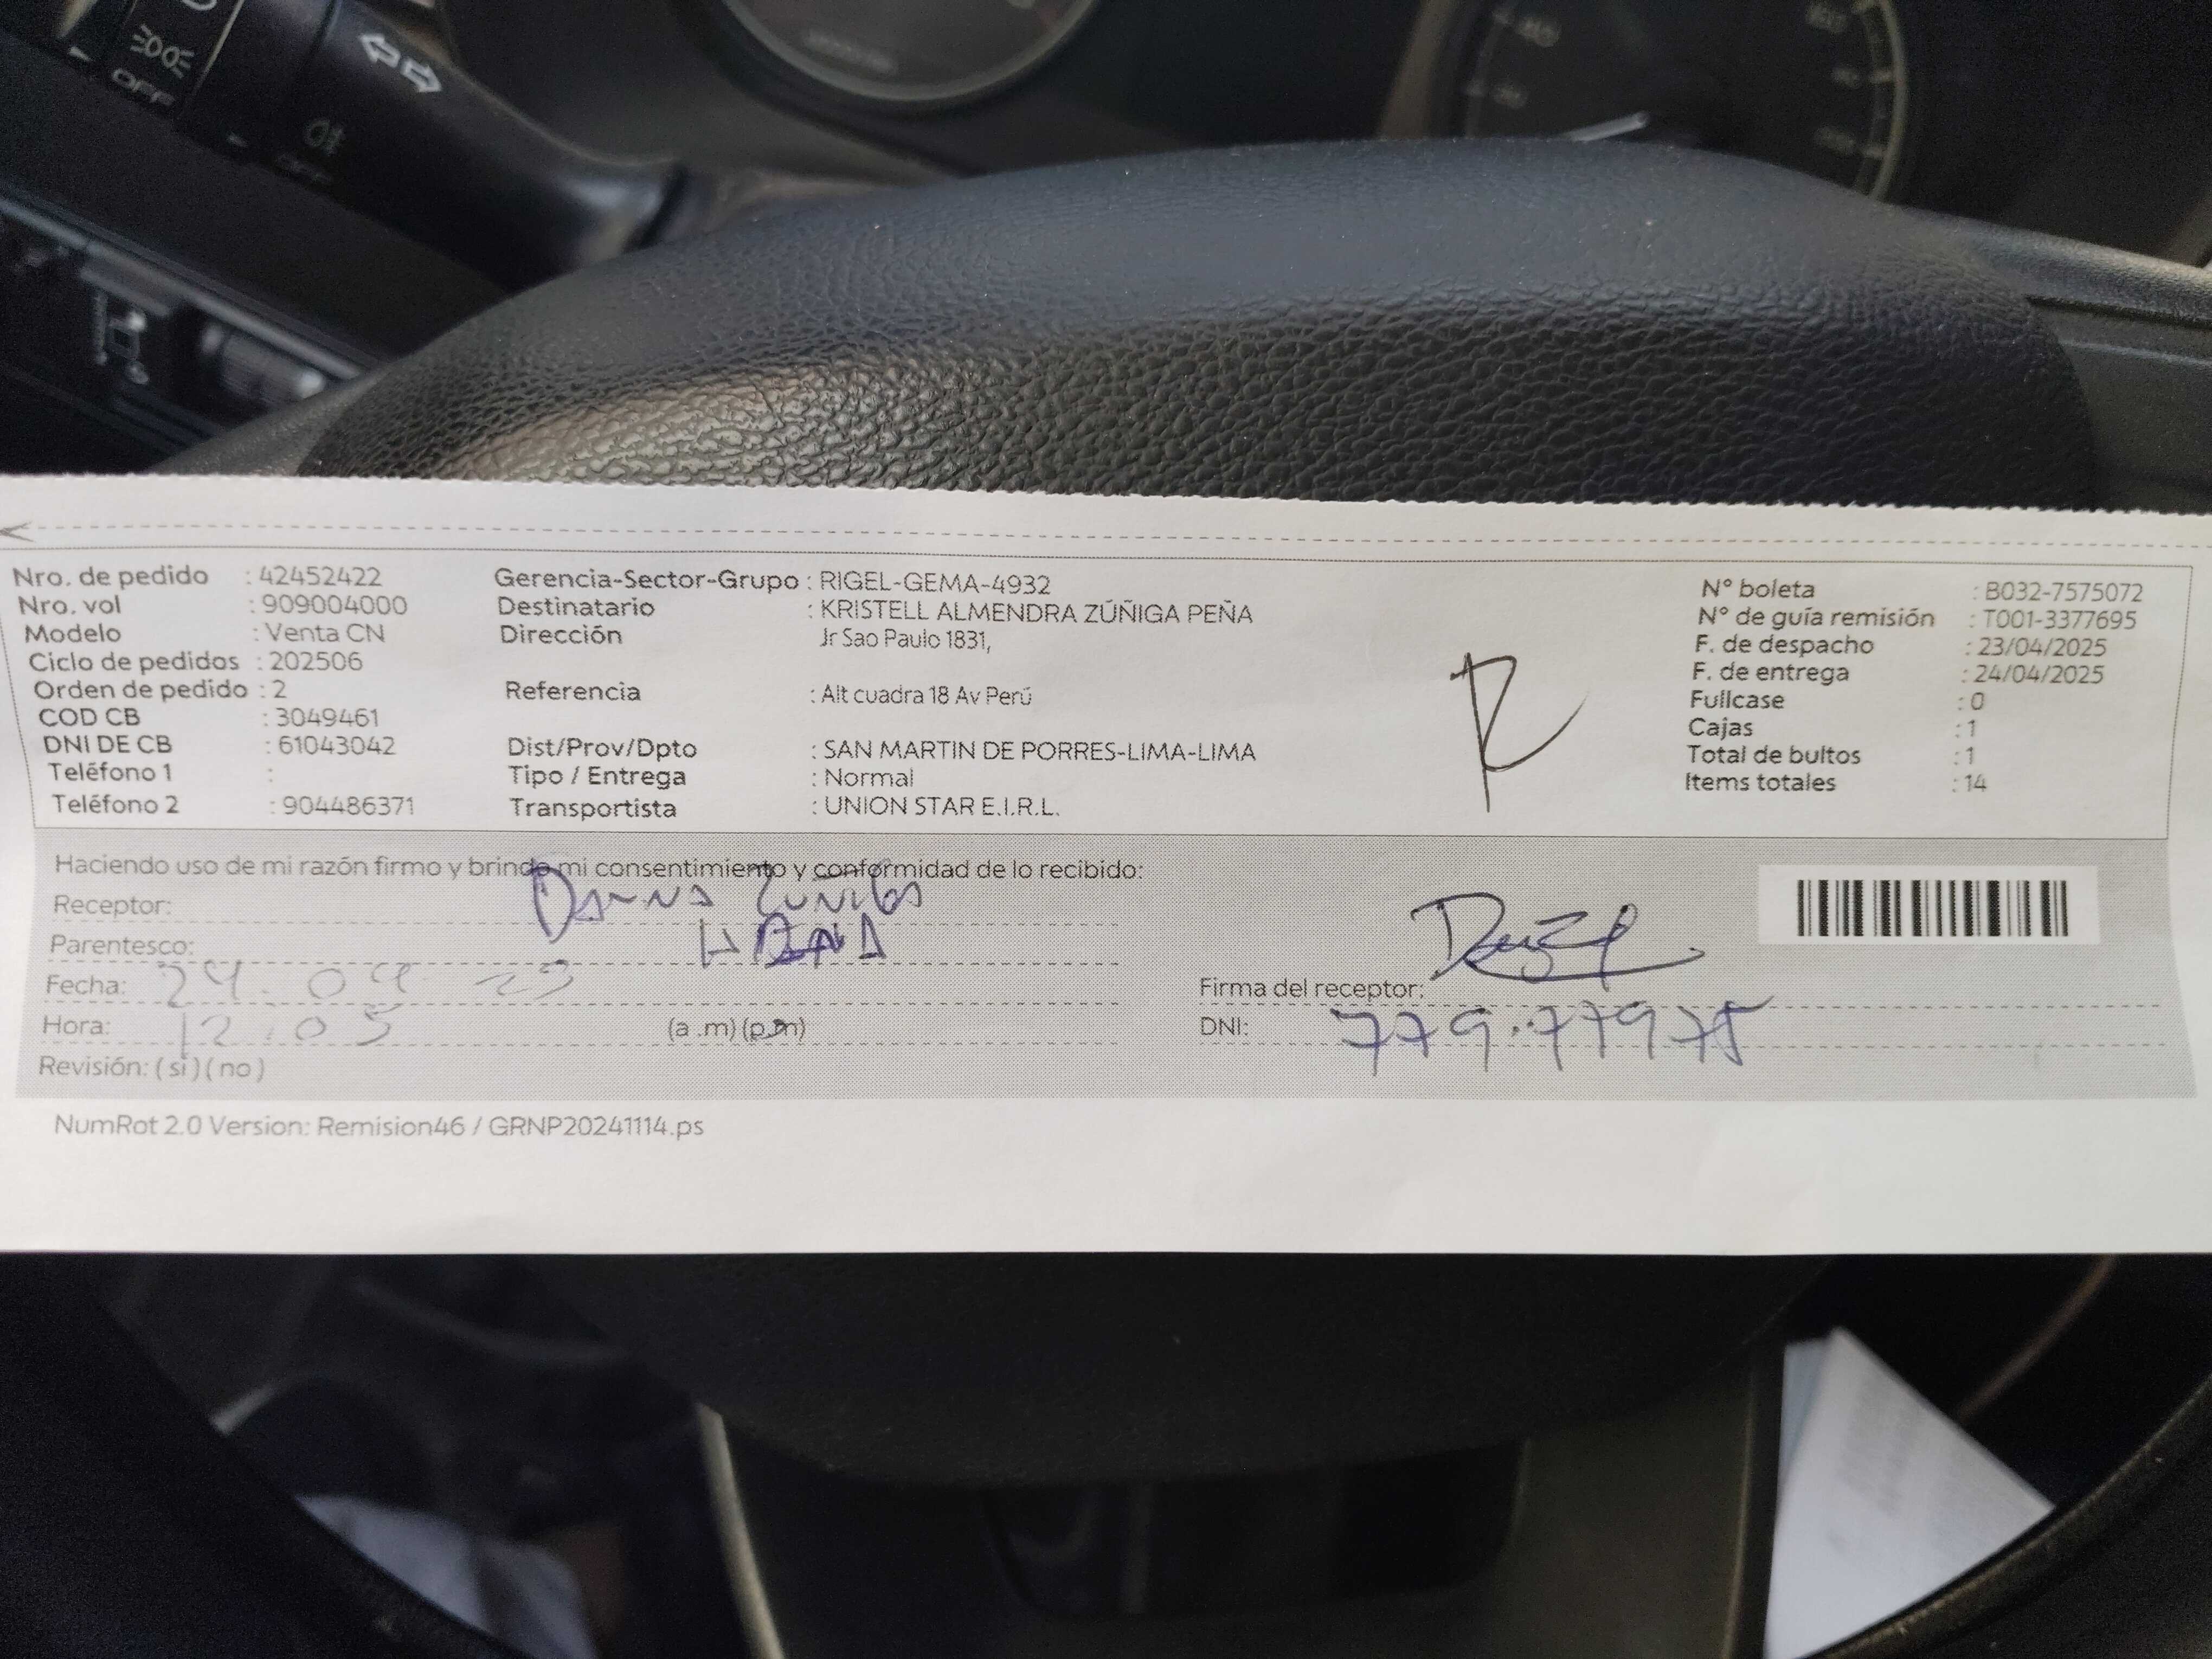 OFF
Nro. de pedido : 42452422
Nro. vol : 909004000
Modelo : Venta CN
Ciclo de pedidos : 202506
Orden de pedido : 2
COD CB : 3049461
DNI DE CB : 61043042
Teléfono 1 :
Teléfono 2 : 904486371
Gerencia-Sector-Grupo : RIGEL-GEMA-4932
Destinatario : KRISTELL ALMENDRA ZÚÑIGA PEÑA
Dirección Jr Sao Paulo 1831,
Referencia : Alt cuadra 18 Av Perú
Dist/Prov/Dpto : SAN MARTIN DE PORRES-LIMA-LIMA
Tipo / Entrega : Normal
Transportista : UNION STAR E.I.R.L.
R
N° boleta : B032-7575072
N° de guía remisión : T001-3377695
F. de despacho : 23/04/2025
F. de entrega : 24/04/2025
Fullcase : 0
Cajas : 1
Total de bultos : 1
Items totales : 14
Haciendo uso de mi razón firmo y brindo mi consentimiento y conformidad de lo recibido:
Receptor:
Parentesco:
Fecha: 24.04
Hora: 12.05 (a .m) (p.m)
Revisión: (si) (no)
Firma del receptor:
DNI: 779.77975
NumRot 2.0 Version: Remision46 / GRNP20241114.ps